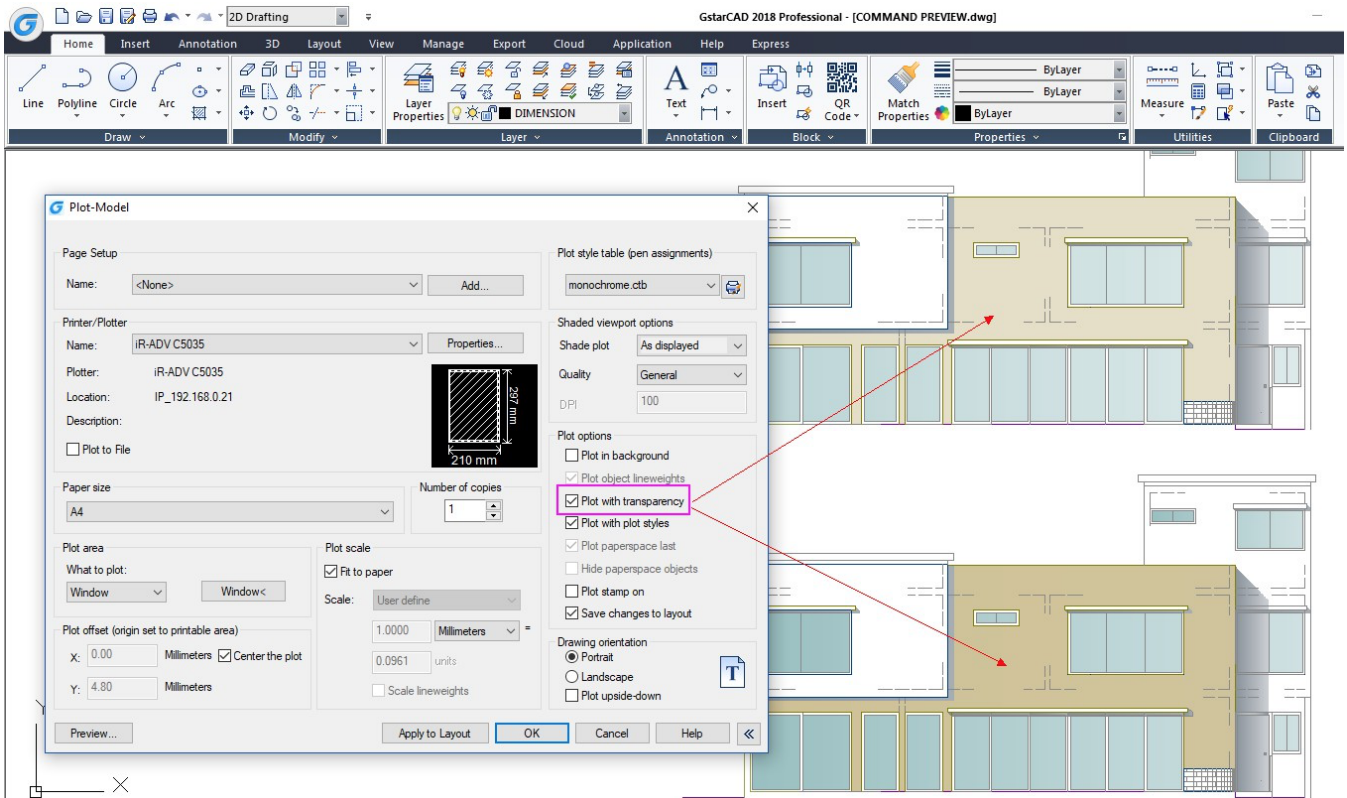 2D Drafting
GstarCAD 2018 Professional - [COMMAND PREVIEW.dwg]
Home Insert Annotation 3D Layout View Manage Export Cloud Application Help Express
Line Polyline Circle Arc
Draw
Modify
Layer Properties
DIMENSION
Layer
Text
Annotation
Insert
QR Code
Block
Match Properties
ByLayer
ByLayer
ByLayer
Properties
Measure
Utilities
Paste
Clipboard
Plot-Model
Page Setup
Name: <None> Add...
Printer/Plotter
Name: iR-ADV C5035 Properties...
Plotter: iR-ADV C5035
Location: IP_192.168.0.21
Description:
Plot to File
297 mm
210 mm
Paper size
A4
Number of copies
1
Plot area
What to plot:
Window Window<
Plot offset (origin set to printable area)
X: 0.00 Millimeters Center the plot
Y: 4.80 Millimeters
Plot scale
Fit to paper
Scale: User define
1.0000 Millimeters =
0.0961 units
Scale lineweights
Plot style table (pen assignments)
monochrome.ctb
Shaded viewport options
Shade plot As displayed
Quality General
DPI 100
Plot options
Plot in background
Plot object lineweights
Plot with transparency
Plot with plot styles
Plot paperspace last
Hide paperspace objects
Plot stamp on
Save changes to layout
Drawing orientation
Portrait
Landscape
Plot upside-down
T
Preview... Apply to Layout OK Cancel Help
Y
X